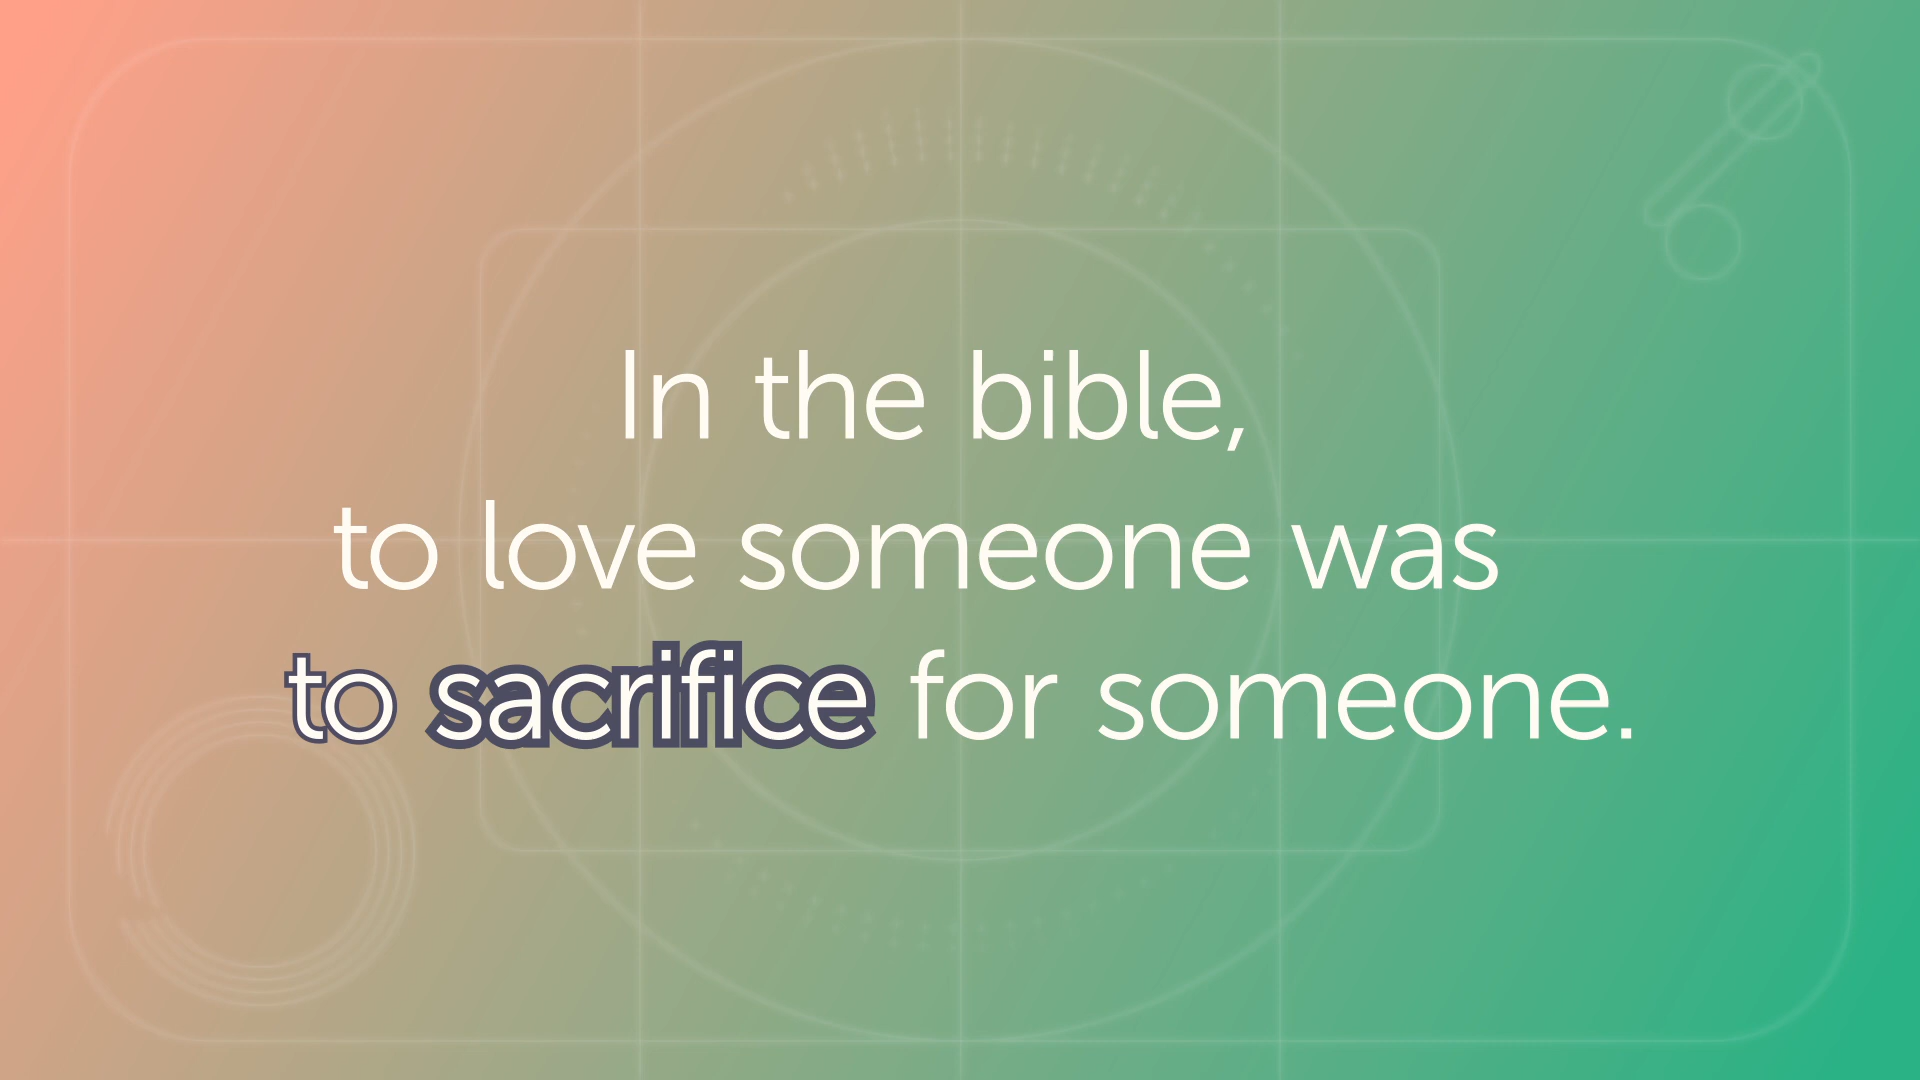 In the bible,
to love someone was
to sacrifice for someone.